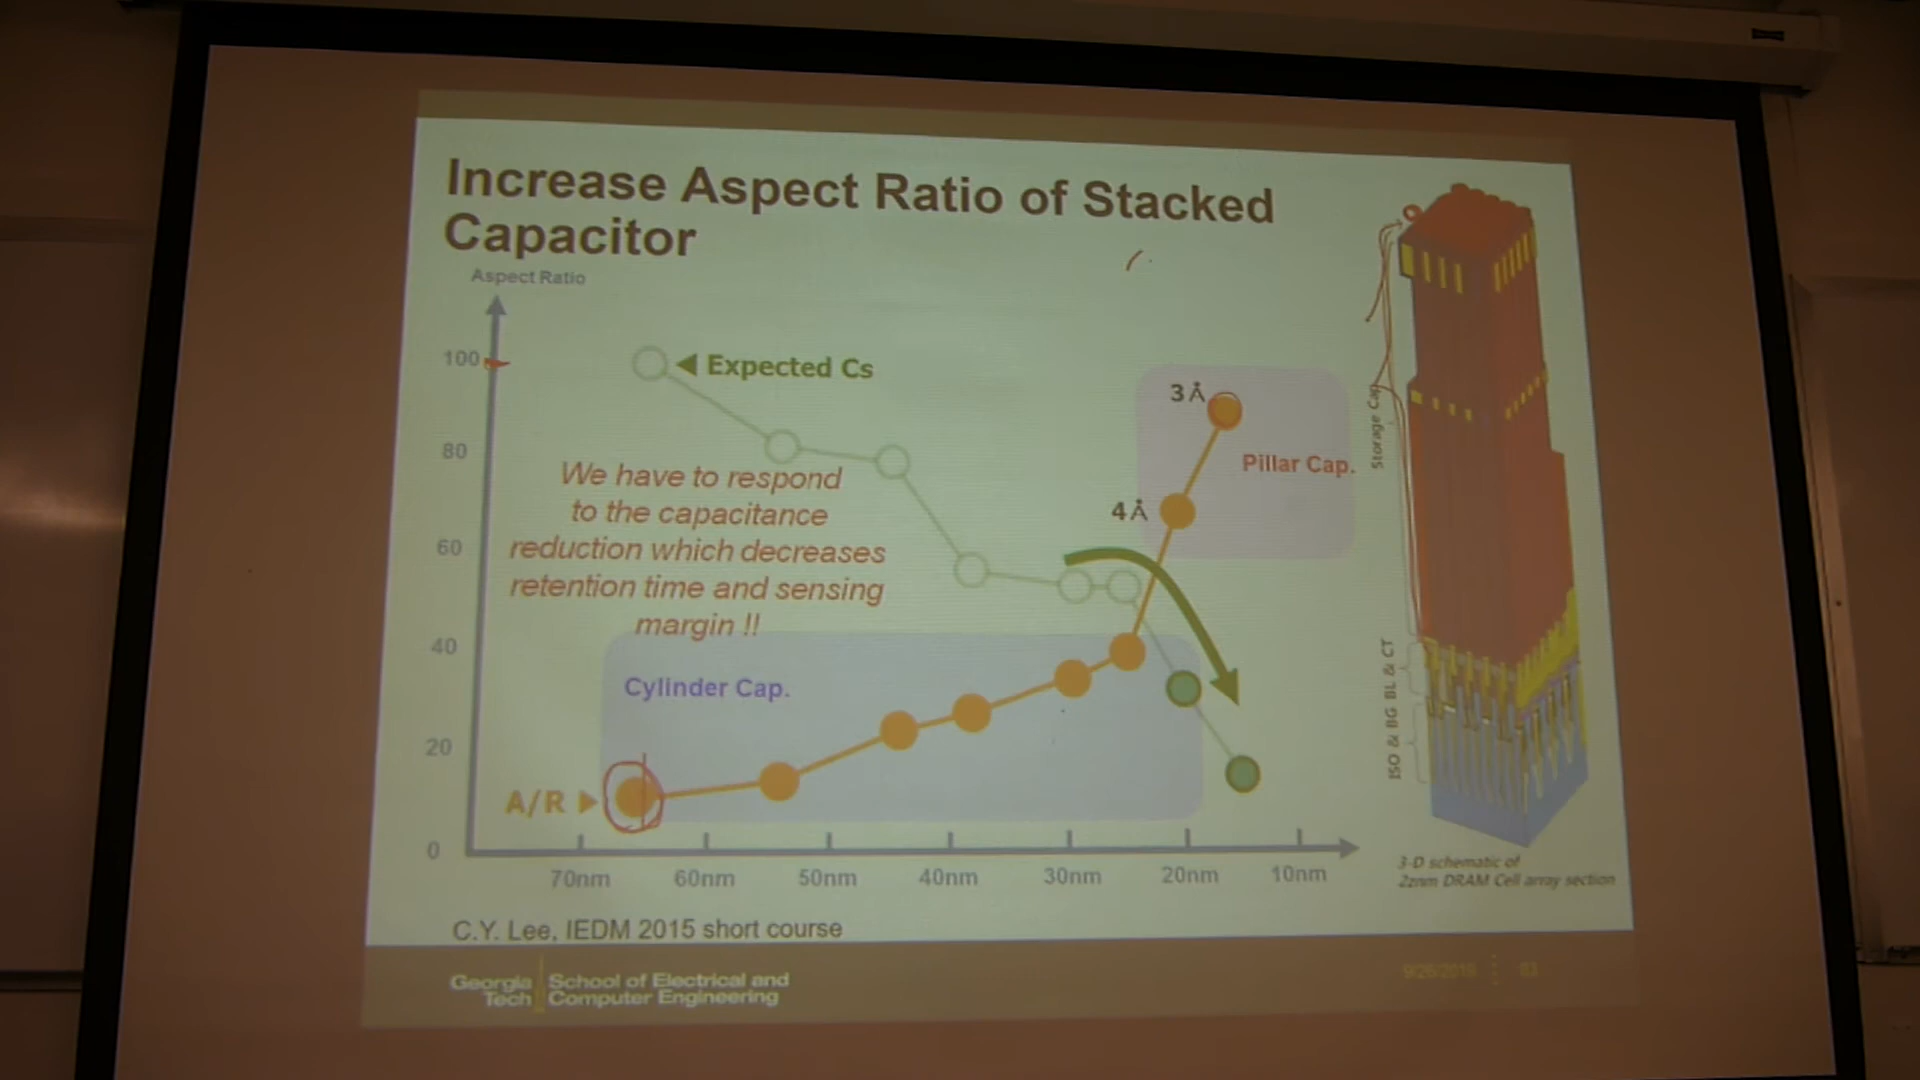 Increase Aspect Ratio of Stacked
Capacitor
Aspect Ratio
100
80
60
40
20
0
Expected Cs
We have to respond
to the capacitance
reduction which decreases
retention time and sensing
margin !!
3Å
4Å
Pillar Cap.
Cylinder Cap.
A/R
70nm
60nm
50nm
40nm
30nm
20nm
10nm
Storage Cap
ISO & BG BL & CT
3-D schematic of
2znm DRAM Cell array section
C.Y. Lee, IEDM 2015 short course
Georgia
Tech
School of Electrical and
Computer Engineering